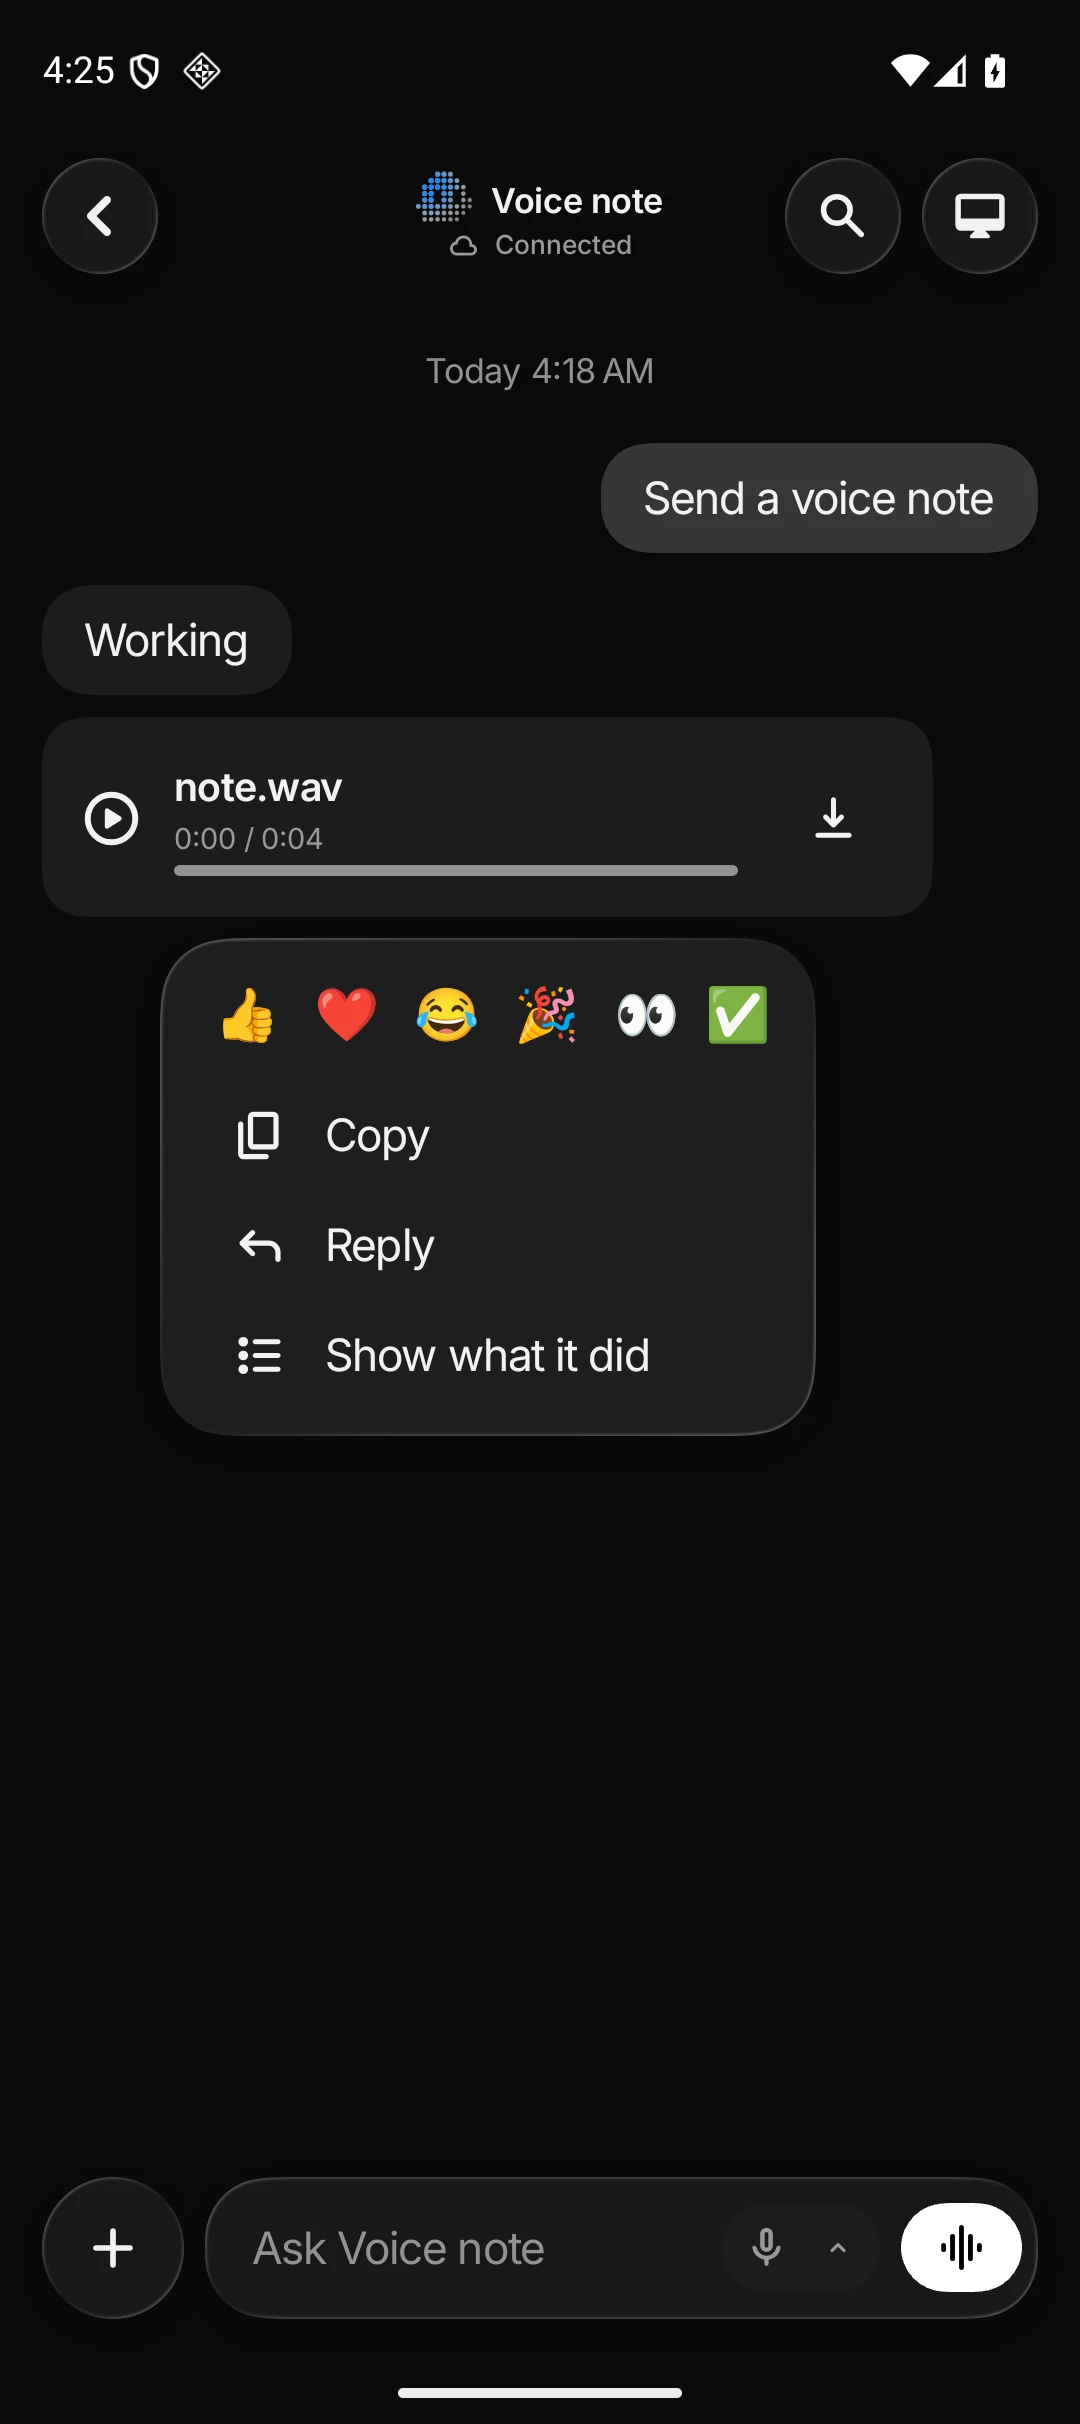 4:25
Voice note
Connected
Today 4:18 AM
Send a voice note
Working
note.wav
0:00 / 0:04
Copy
Reply
Show what it did
Ask Voice note